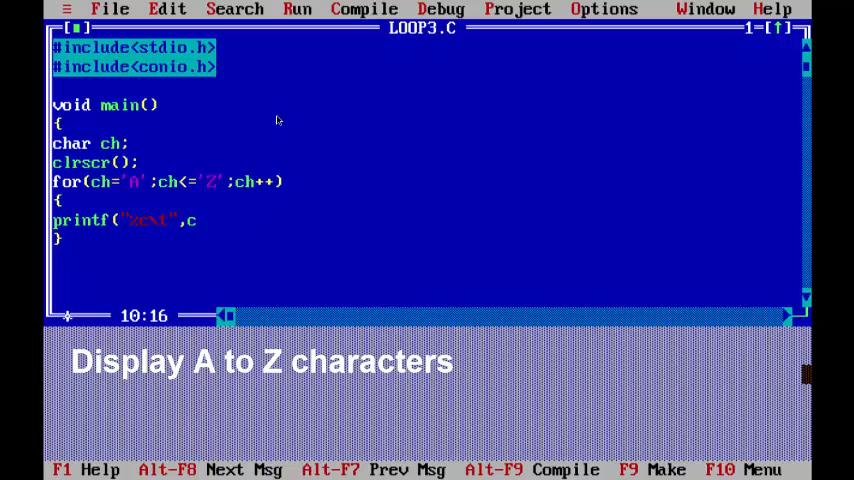 ≡ File Edit Search Run Compile Debug Project Options Window Help
[■] LOOP3.C 1=[↑]
#include<stdio.h>
#include<conio.h>
void main()
{
char ch;
clrscr();
for(ch='A';ch<='Z';ch++)
{
printf("%c\t",c
}
10:16
Display A to Z characters
F1 Help Alt-F8 Next Msg Alt-F7 Prev Msg Alt-F9 Compile F9 Make F10 Menu